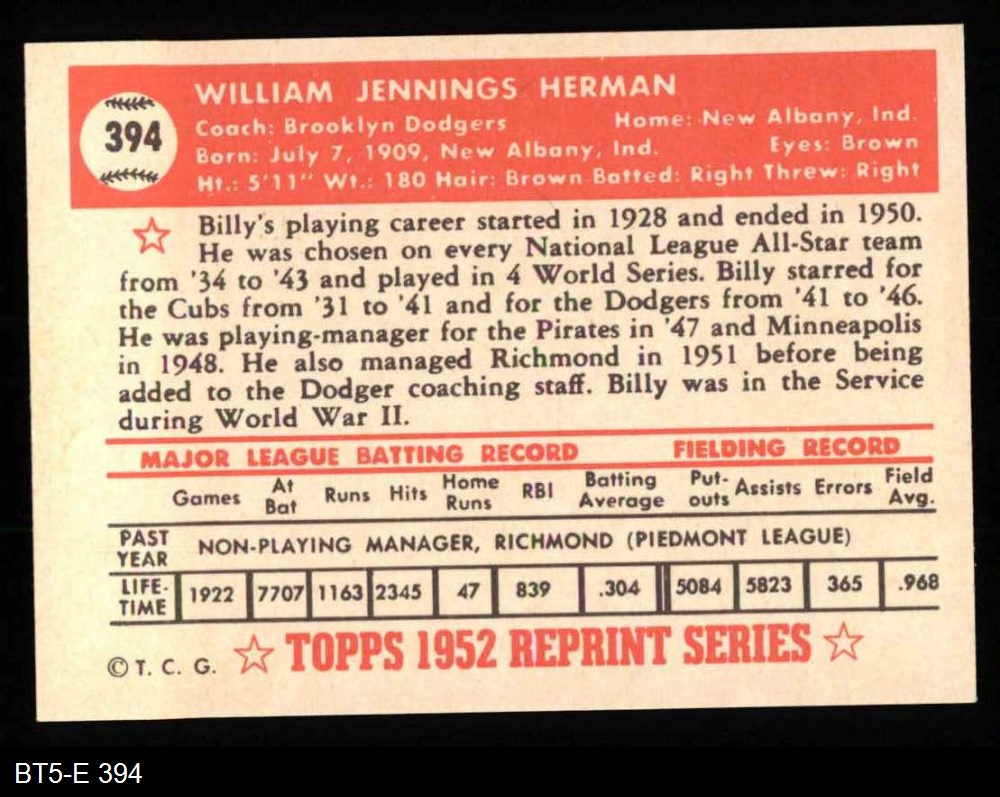 WILLIAM JENNINGS HERMAN
394
Coach: Brooklyn Dodgers Home: New Albany, Ind.
Born: July 7, 1909, New Albany, Ind. Eyes: Brown
Ht.: 5'11" Wt.: 180 Hair: Brown Batted: Right Threw: Right
Billy's playing career started in 1928 and ended in 1950.
He was chosen on every National League All-Star team
from '34 to '43 and played in 4 World Series. Billy starred for
the Cubs from '31 to '41 and for the Dodgers from '41 to '46.
He was playing-manager for the Pirates in '47 and Minneapolis
in 1948. He also managed Richmond in 1951 before being
added to the Dodger coaching staff. Billy was in the Service
during World War II.
MAJOR LEAGUE BATTING RECORD FIELDING RECORD
Games At Bat Runs Hits Home Runs RBI Batting Average Put-outs Assists Errors Field Avg.
PAST YEAR NON-PLAYING MANAGER, RICHMOND (PIEDMONT LEAGUE)
LIFE-TIME 1922 7707 1163 2345 47 839 .304 5084 5823 365 .968
© T. C. G. ☆ TOPPS 1952 REPRINT SERIES ☆
BT5-E 394